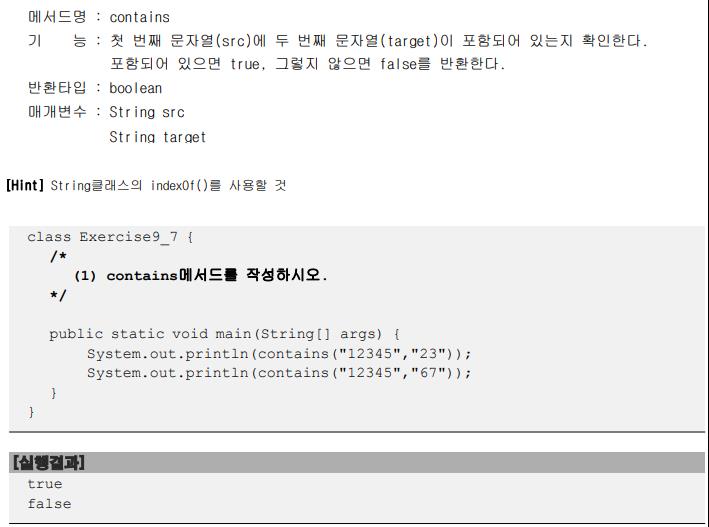 메서드명 : contains
기 능 : 첫 번째 문자열(src)에 두 번째 문자열(target)이 포함되어 있는지 확인한다.
포함되어 있으면 true, 그렇지 않으면 false를 반환한다.
반환타입 : boolean
매개변수 : String src
String target
[Hint] String클래스의 indexOf()를 사용할 것
class Exercise9_7 {
/*
(1) contains메서드를 작성하시오.
*/
public static void main(String[] args) {
System.out.println(contains("12345","23"));
System.out.println(contains("12345","67"));
}
}
[실행결과]
true
false